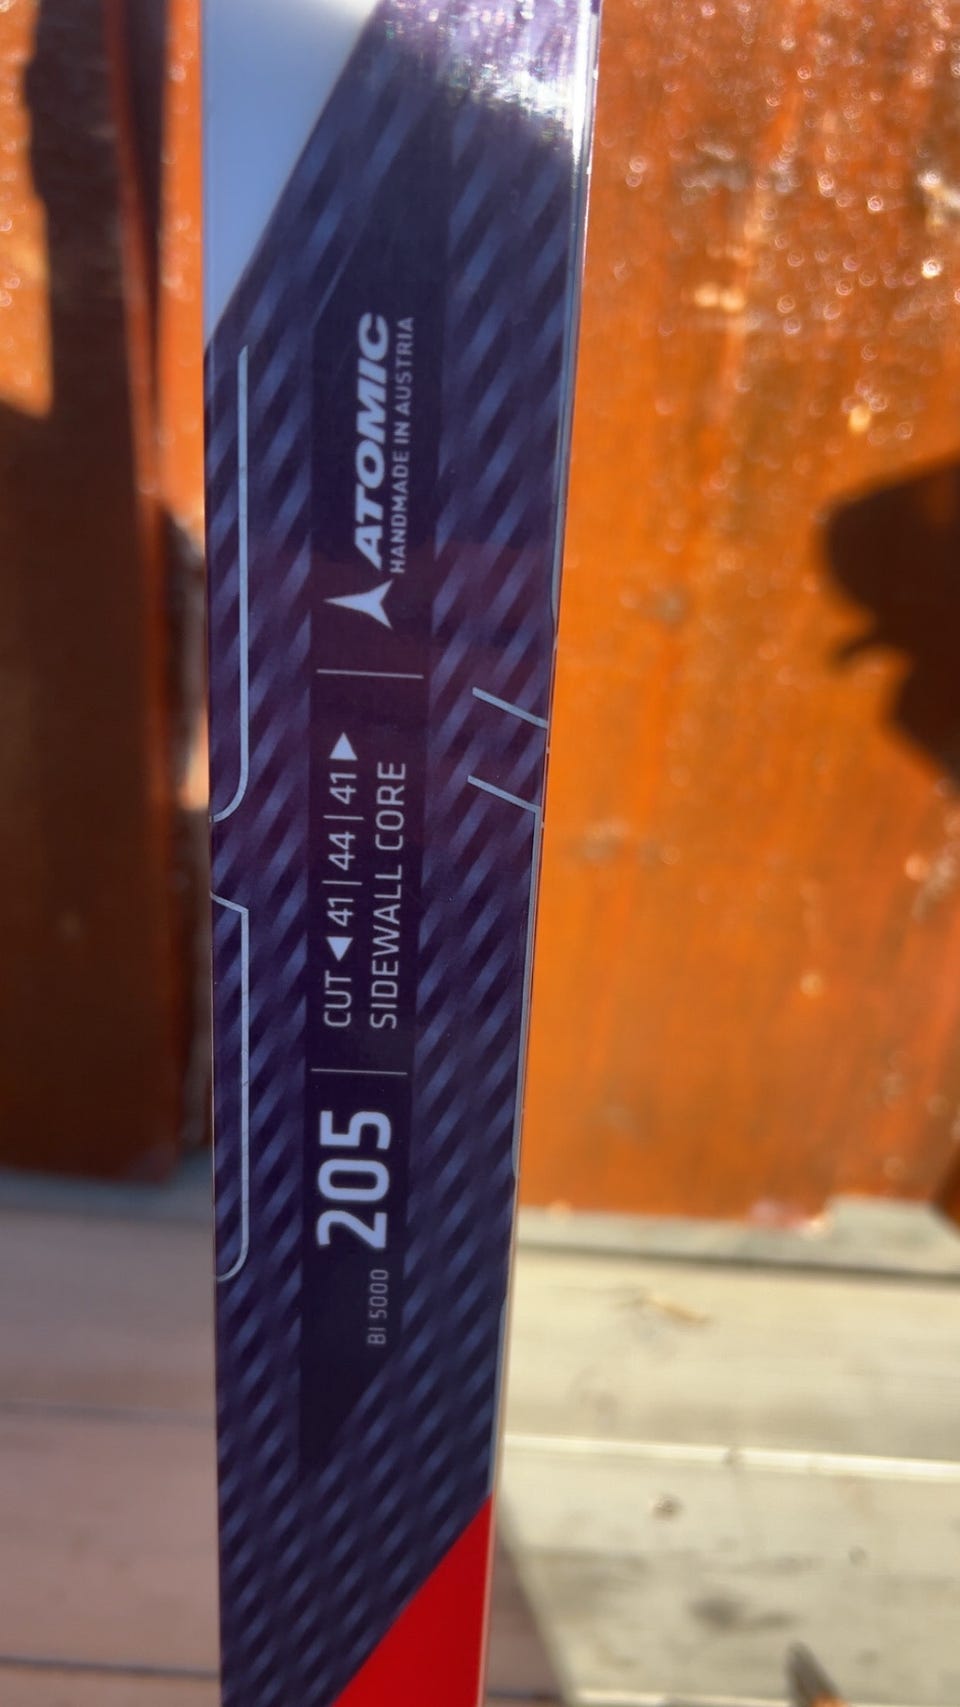 BI 5000 205
CUT ◀ 41 | 44 | 41 ▶
SIDEWALL CORE
ATOMIC
HANDMADE IN AUSTRIA